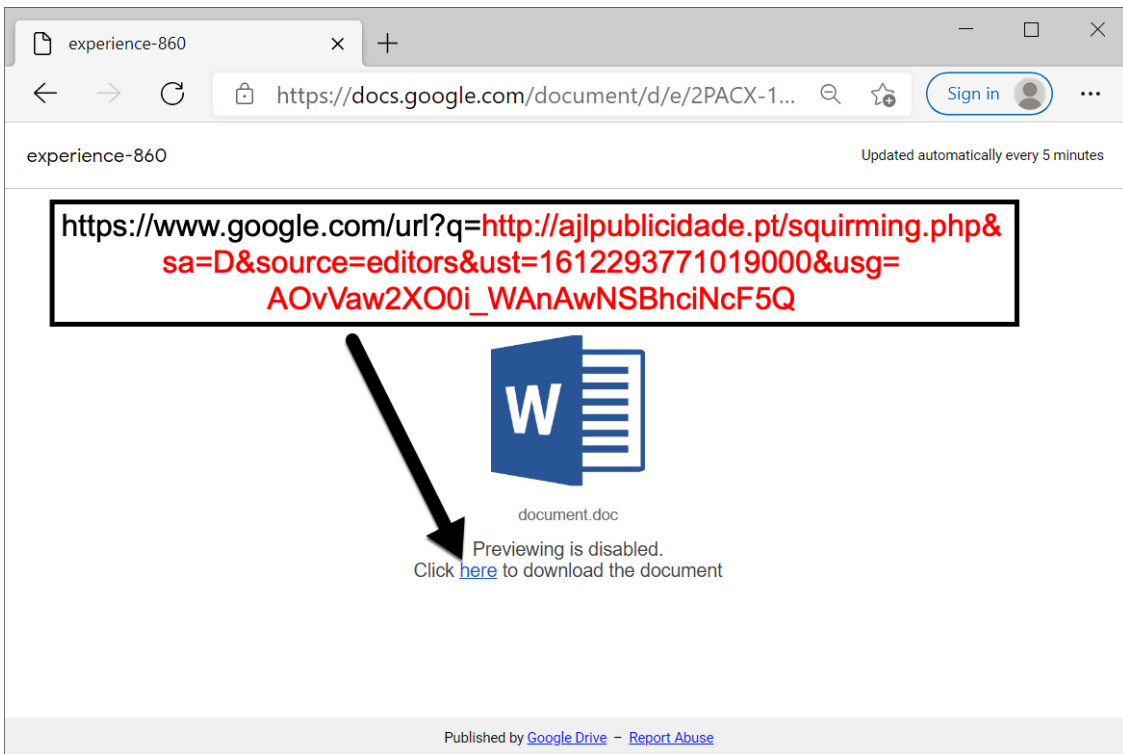 experience-860
https://docs.google.com/document/d/e/2PACX-1...
Sign in
experience-860
Updated automatically every 5 minutes
https://www.google.com/url?q=http://ajlpublicidade.pt/squirming.php&
sa=D&source=editors&ust=1612293771019000&usg=
AOvVaw2XO0i_WAnAwNSBhciNcF5Q
W
document.doc
Previewing is disabled.
Click here to download the document
Published by Google Drive – Report Abuse